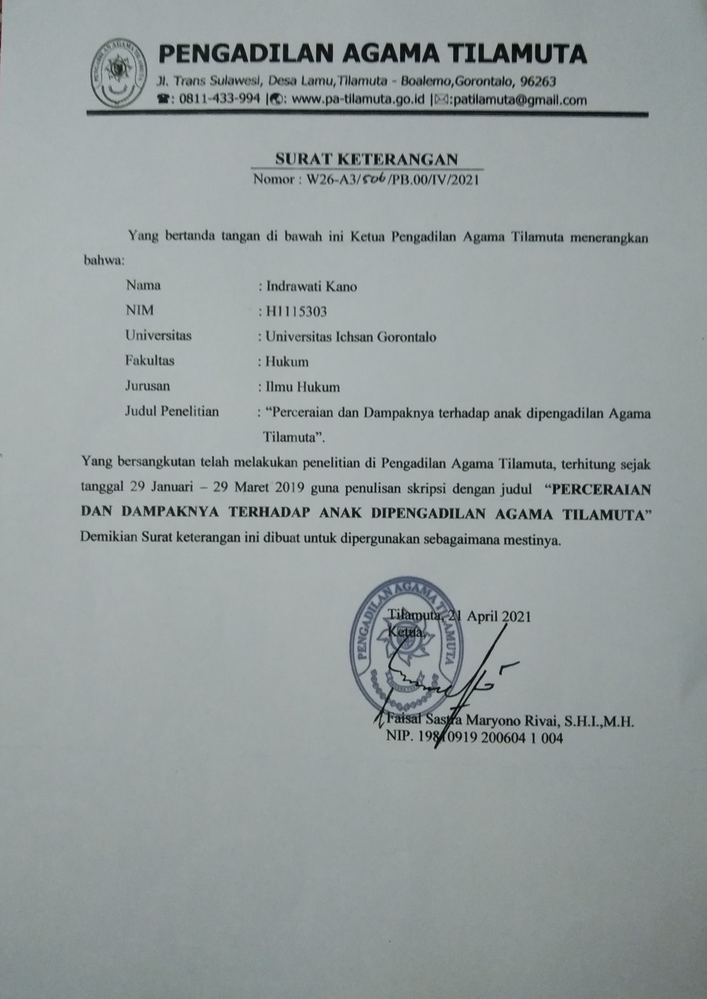 PENGADILAN AGAMA TILAMUTA
Jl. Trans Sulawesi, Desa Lamu,Tilamuta - Boalemo,Gorontalo, 96263
☎: 0811-433-994 |: www.pa-tilamuta.go.id |✉:patilamuta@gmail.com
SURAT KETERANGAN
Nomor : W26-A3/506/PB.00/IV/2021
Yang bertanda tangan di bawah ini Ketua Pengadilan Agama Tilamuta menerangkan
bahwa:
Nama : Indrawati Kano
NIM : H1115303
Universitas : Universitas Ichsan Gorontalo
Fakultas : Hukum
Jurusan : Ilmu Hukum
Judul Penelitian : “Perceraian dan Dampaknya terhadap anak dipengadilan Agama
Tilamuta”.
Yang bersangkutan telah melakukan penelitian di Pengadilan Agama Tilamuta, terhitung sejak
tanggal 29 Januari – 29 Maret 2019 guna penulisan skripsi dengan judul “PERCERAIAN
DAN DAMPAKNYA TERHADAP ANAK DIPENGADILAN AGAMA TILAMUTA”
Demikian Surat keterangan ini dibuat untuk dipergunakan sebagaimana mestinya.
PENGADILAN AGAMA TILAMUTA
Tilamuta, 21 April 2021
Ketua,
Faisal Sastra Maryono Rivai, S.H.I.,M.H.
NIP. 19810919 200604 1 004